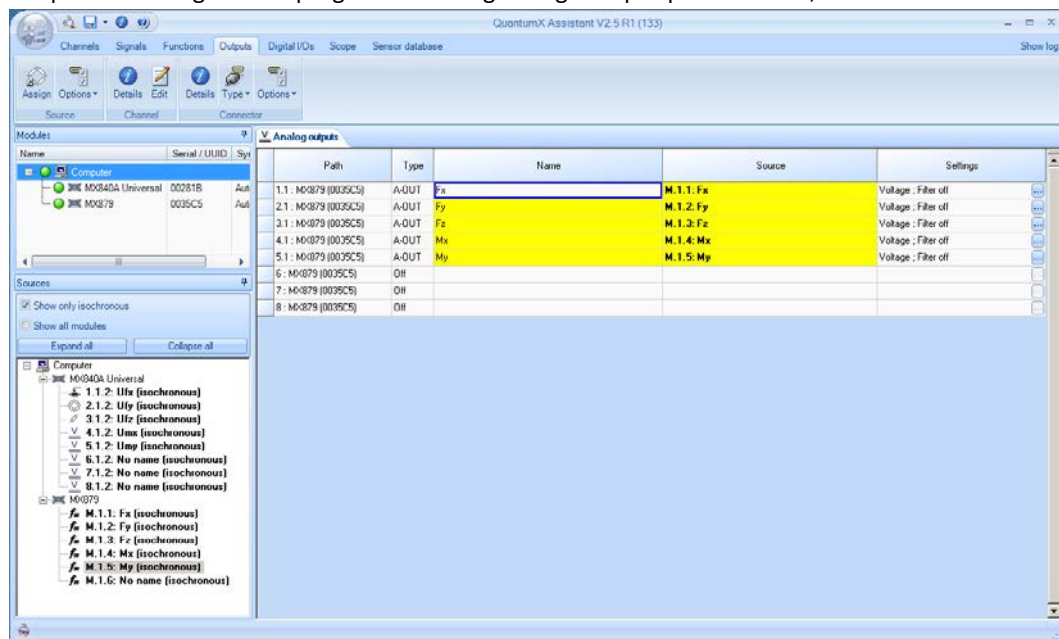 QuantumX Assistant V2.5 R1 (133)
Channels Signals Functions Outputs Digital I/Os Scope Sensor database Show log
Assign Options Details Edit Details Type Options
Source Channel Connector
Modules
Name Serial / UUID
Computer
MX840A Universal 00281B
MX879 0035C5
Sources
Show only isochronous
Show all modules
Expand all Collapse all
Computer
MX840A Universal
1.1.2: Ufx (isochronous)
2.1.2: Ufy (isochronous)
3.1.2: Ufz (isochronous)
4.1.2: Umx (isochronous)
5.1.2: Umy (isochronous)
6.1.2: No name (isochronous)
7.1.2: No name (isochronous)
8.1.2: No name (isochronous)
MX879
M.1.1: Fx (isochronous)
M.1.2: Fy (isochronous)
M.1.3: Fz (isochronous)
M.1.4: Mx (isochronous)
M.1.5: My (isochronous)
M.1.6: No name (isochronous)
Analog outputs
Path Type Name Source Settings
1.1 : MX879 (0035C5) A-OUT Fx M.1.1: Fx Voltage ; Filter off
2.1 : MX879 (0035C5) A-OUT Fy M.1.2: Fy Voltage ; Filter off
3.1 : MX879 (0035C5) A-OUT Fz M.1.3: Fz Voltage ; Filter off
4.1 : MX879 (0035C5) A-OUT Mx M.1.4: Mx Voltage ; Filter off
5.1 : MX879 (0035C5) A-OUT My M.1.5: My Voltage ; Filter off
6 : MX879 (0035C5) Off
7 : MX879 (0035C5) Off
8 : MX879 (0035C5) Off